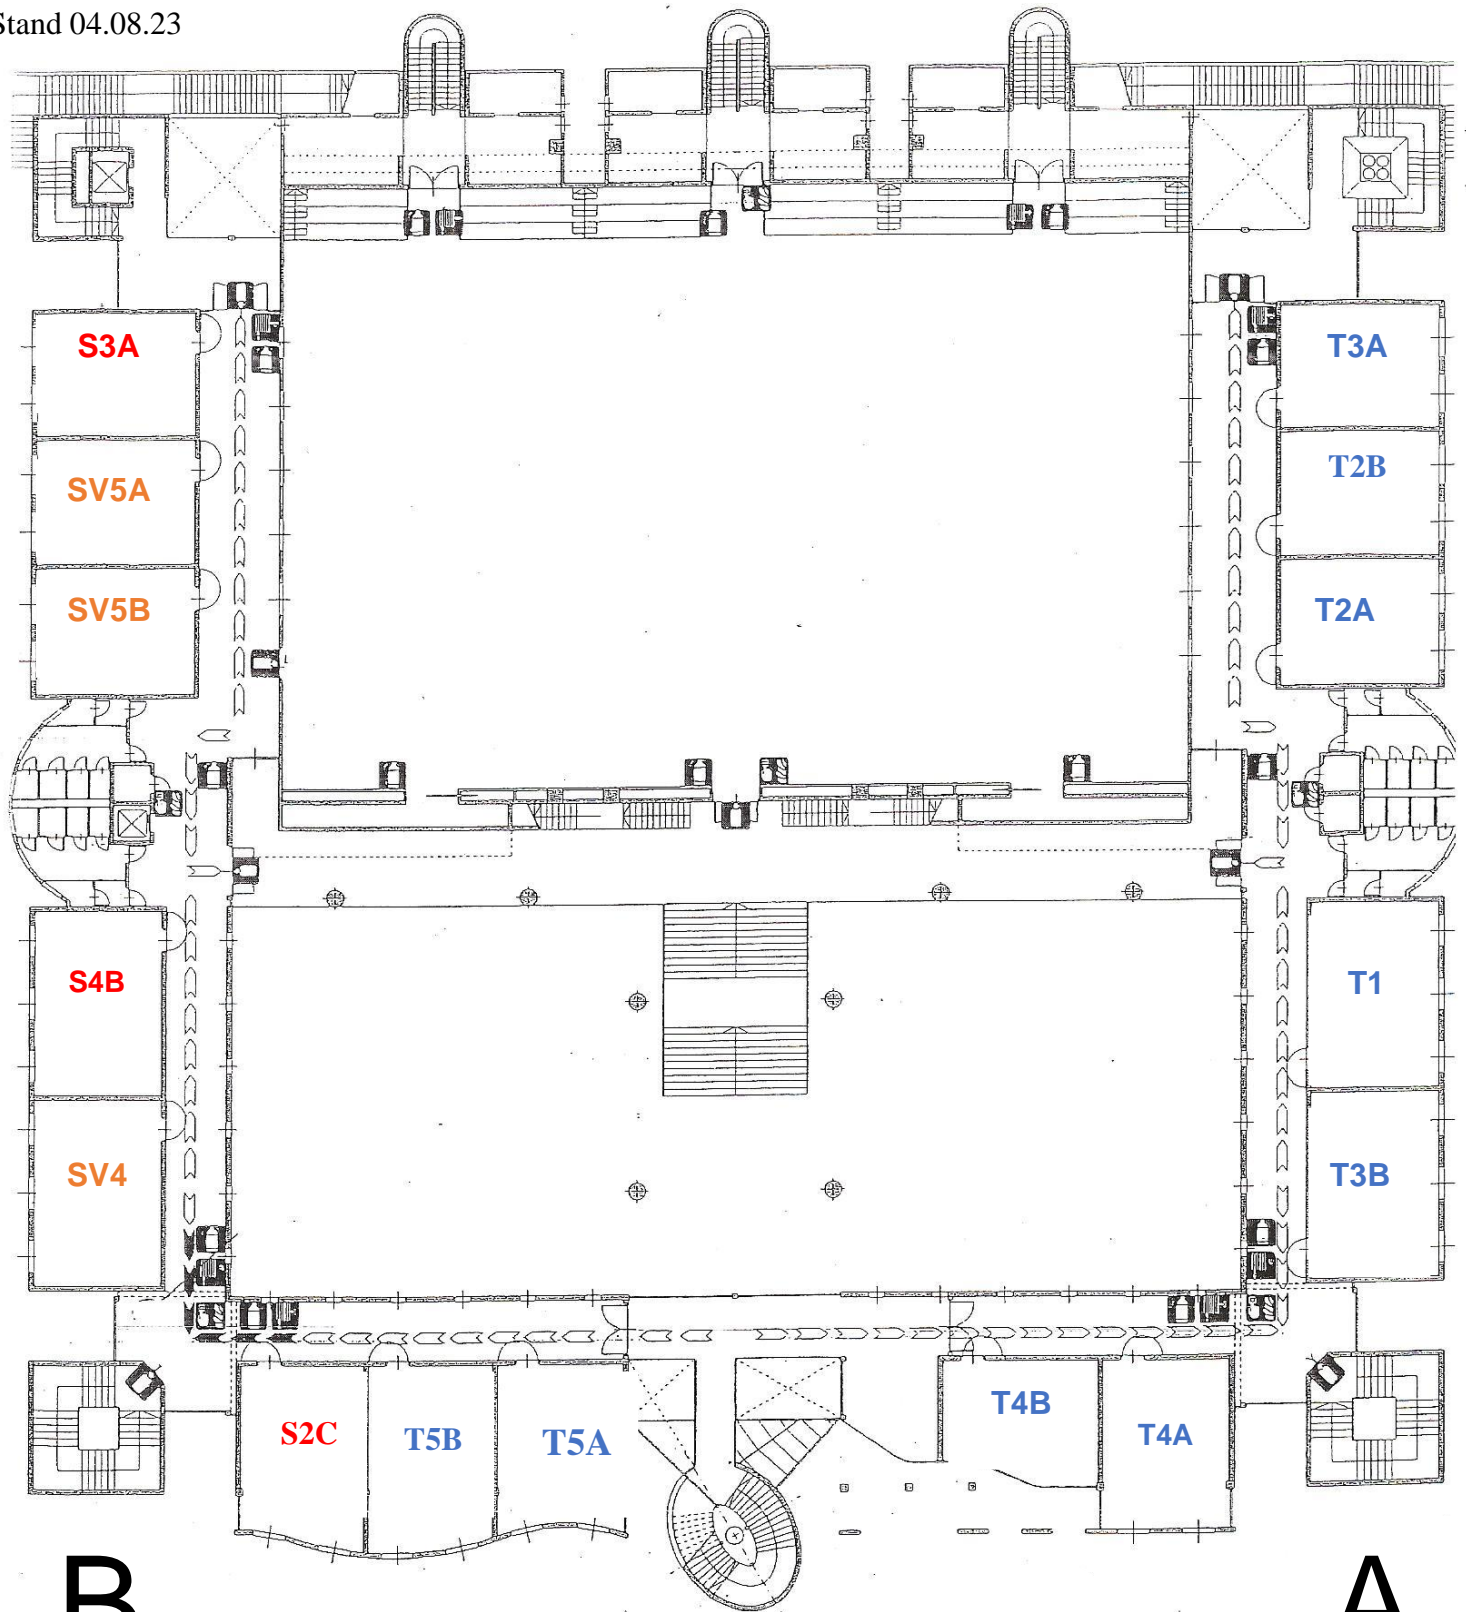 Stand 04.08.23
S3A
T3A
SV5A
T2B
SV5B
T2A
S4B
T1
SV4
T3B
S2C
T5B
T5A
T4B
T4A
B
A